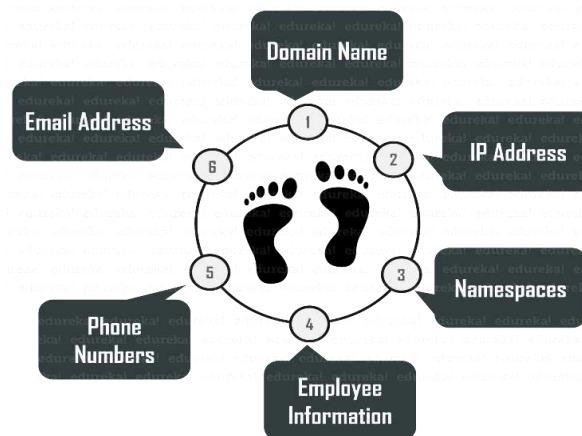 Domain Name
1
2
IP Address
3
Namespaces
4
Employee
Information
5
Phone
Numbers
6
Email Address